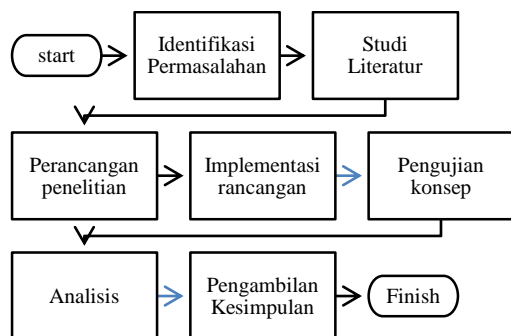 start
Identifikasi
Permasalahan
Studi
Literatur
Perancangan
penelitian
Implementasi
rancangan
Pengujian
konsep
Analisis
Pengambilan
Kesimpulan
Finish